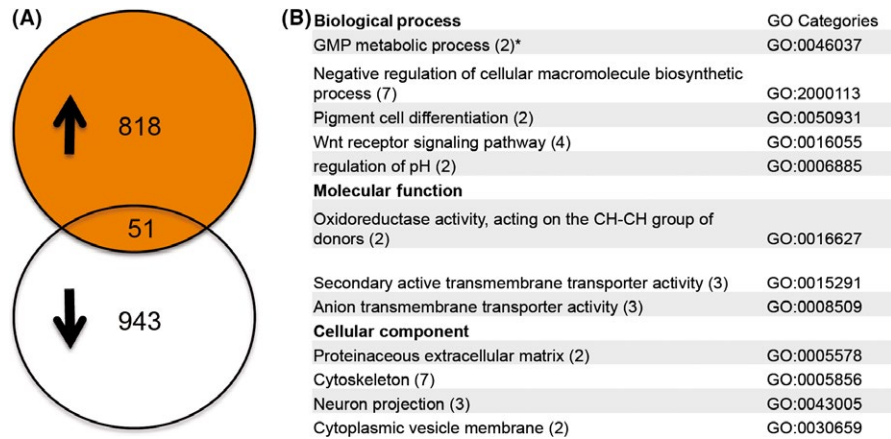 (A)
818
51
943
(B)
Biological process GO Categories
GMP metabolic process (2)* GO:0046037
Negative regulation of cellular macromolecule biosynthetic
process (7) GO:2000113
Pigment cell differentiation (2) GO:0050931
Wnt receptor signaling pathway (4) GO:0016055
regulation of pH (2) GO:0006885
Molecular function
Oxidoreductase activity, acting on the CH-CH group of
donors (2) GO:0016627
Secondary active transmembrane transporter activity (3) GO:0015291
Anion transmembrane transporter activity (3) GO:0008509
Cellular component
Proteinaceous extracellular matrix (2) GO:0005578
Cytoskeleton (7) GO:0005856
Neuron projection (3) GO:0043005
Cytoplasmic vesicle membrane (2) GO:0030659